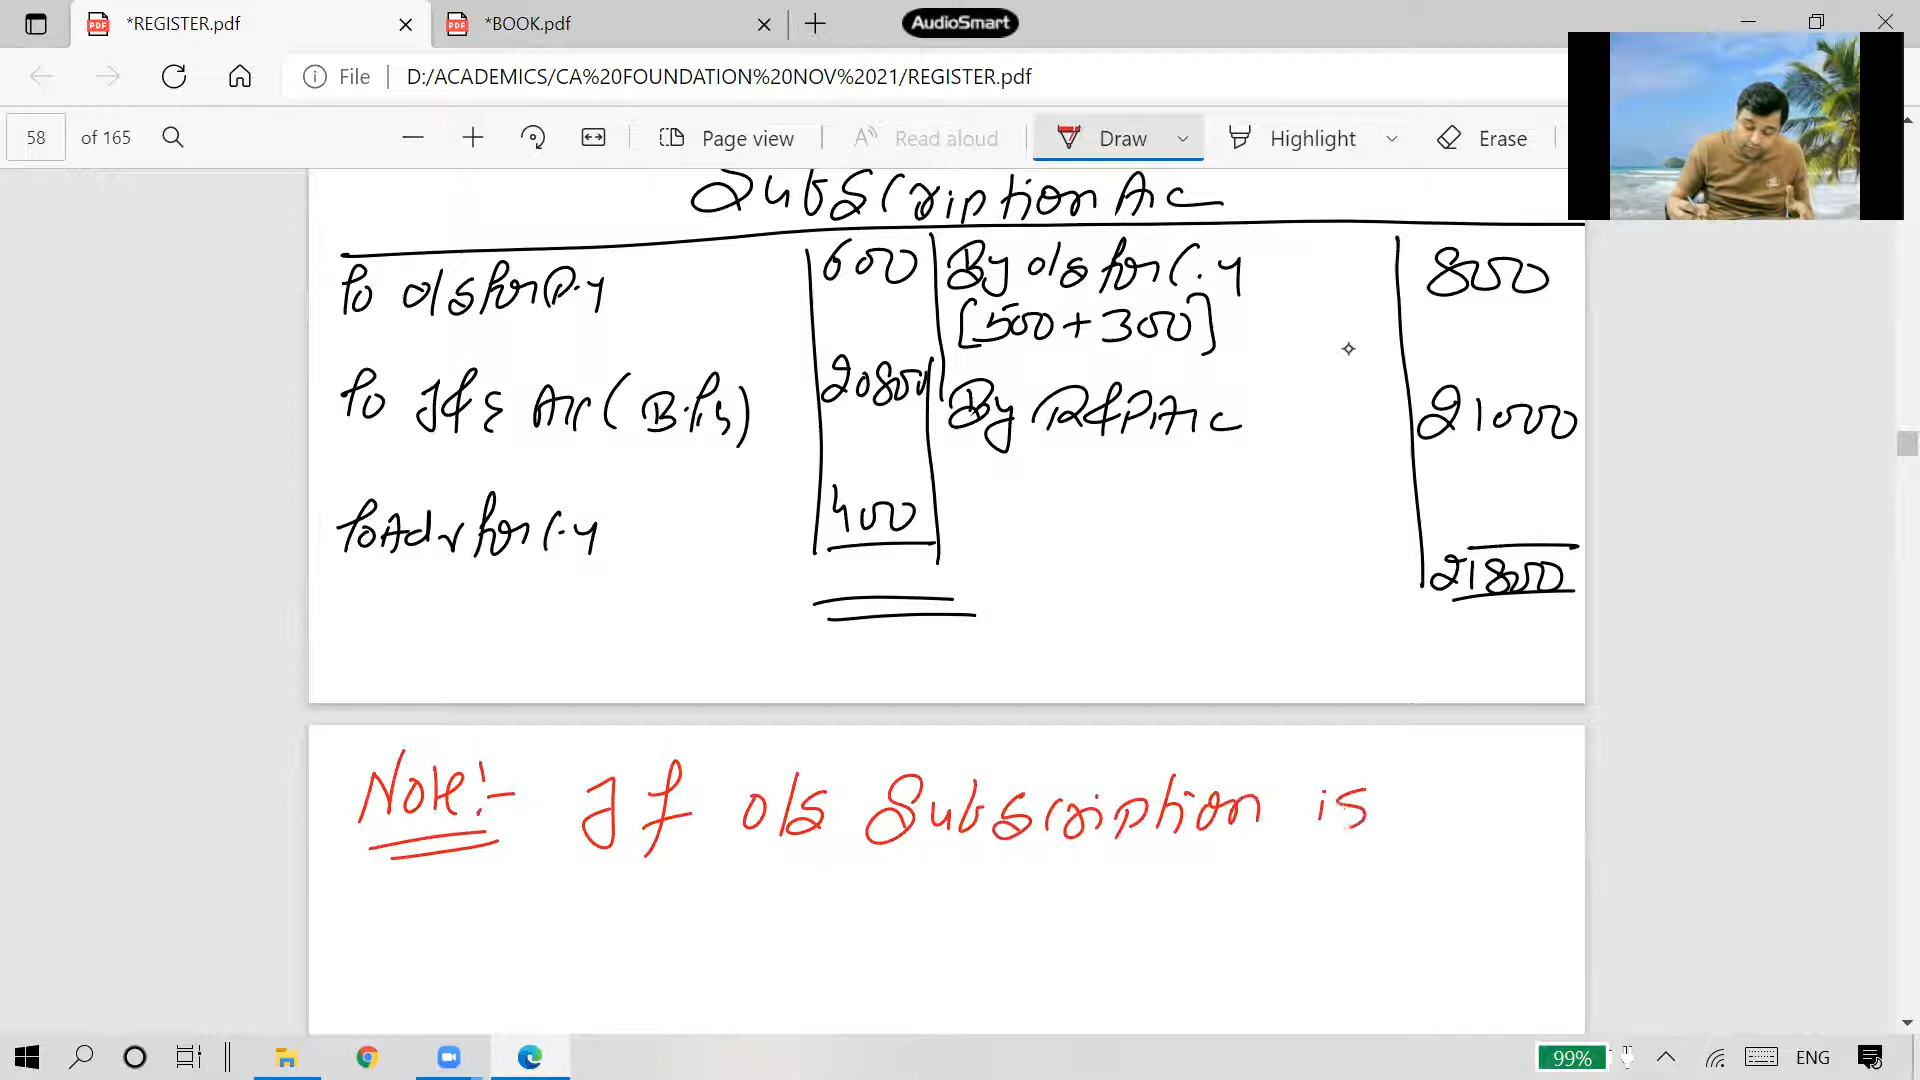 *REGISTER.pdf
*BOOK.pdf
AudioSmart
File
D:/ACADEMICS/CA%20FOUNDATION%20NOV%2021/REGISTER.pdf
58 of 165
Page view
Read aloud
Draw
Highlight
Erase
Subscription A/c
To o/s for P.y 600 By o/s for C.y 800
[500 + 300]
To I&E A/c (B.f) 20800 By R&P A/c 21000
To Adv for C.y 400
21800
Note:- If o/s Subscription is
99%
ENG